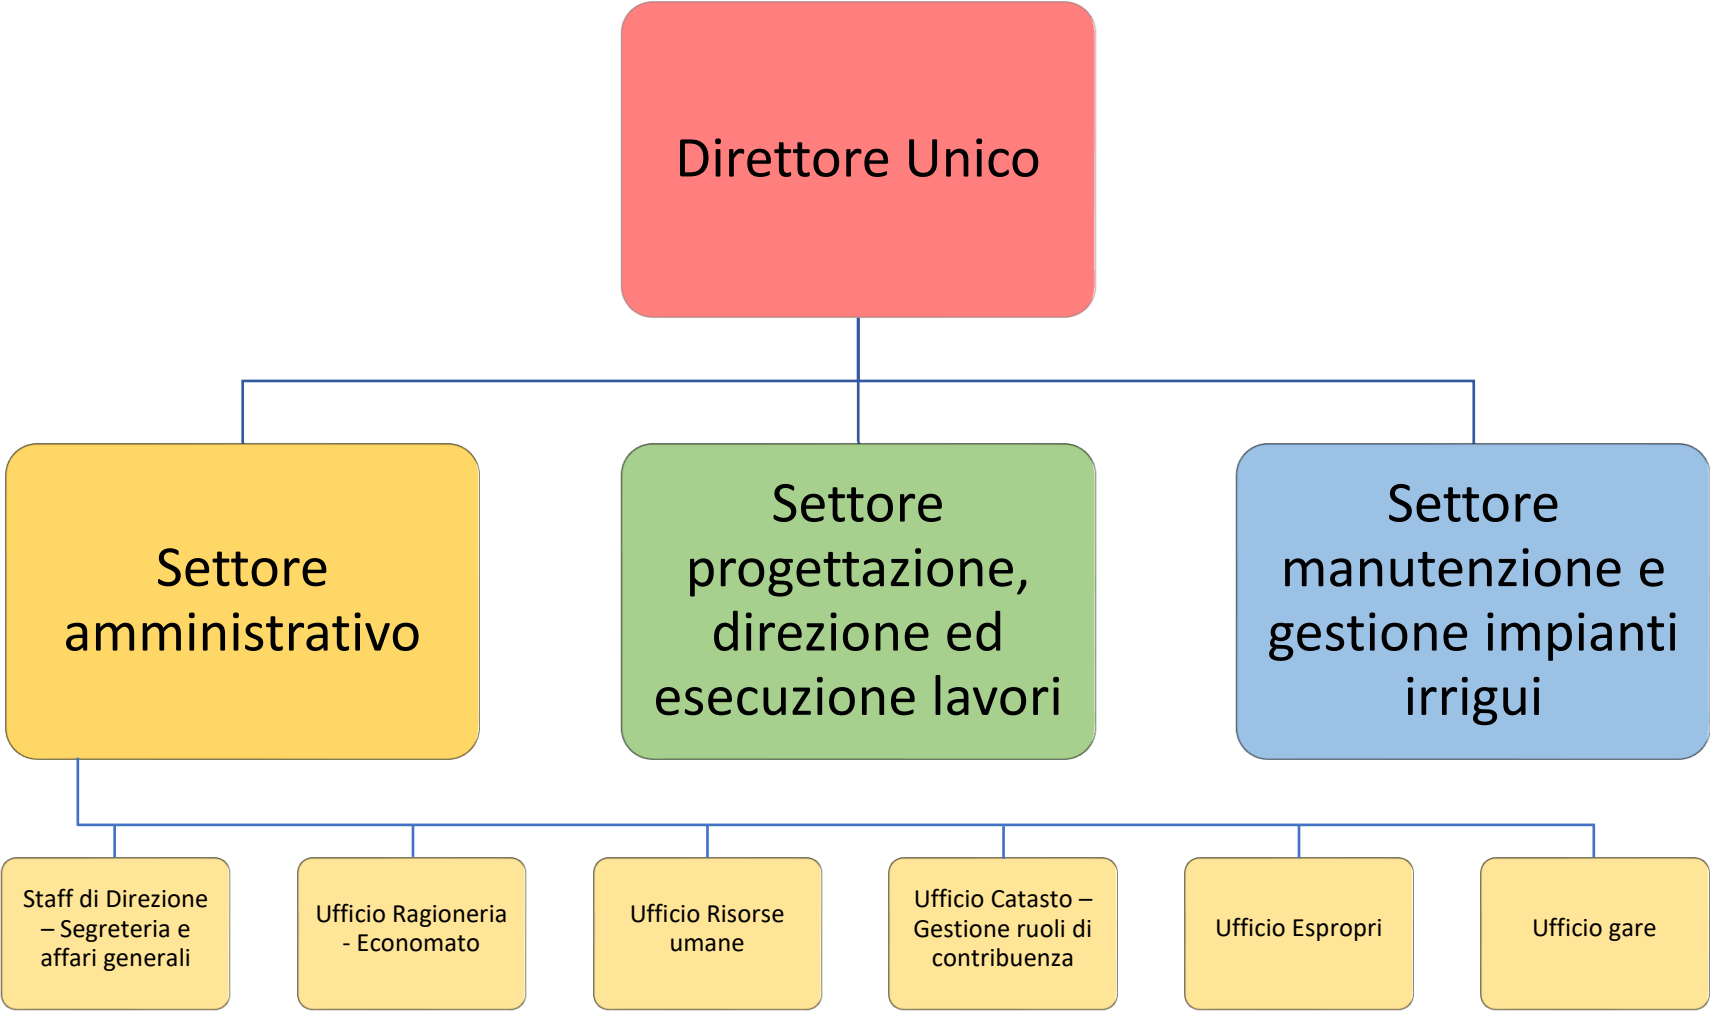 Direttore Unico
Settore
amministrativo
Settore
progettazione,
direzione ed
esecuzione lavori
Settore
manutenzione e
gestione impianti
irrigui
Staff di Direzione
– Segreteria e
affari generali
Ufficio Ragioneria
- Economato
Ufficio Risorse
umane
Ufficio Catasto –
Gestione ruoli di
contribuenza
Ufficio Espropri
Ufficio gare